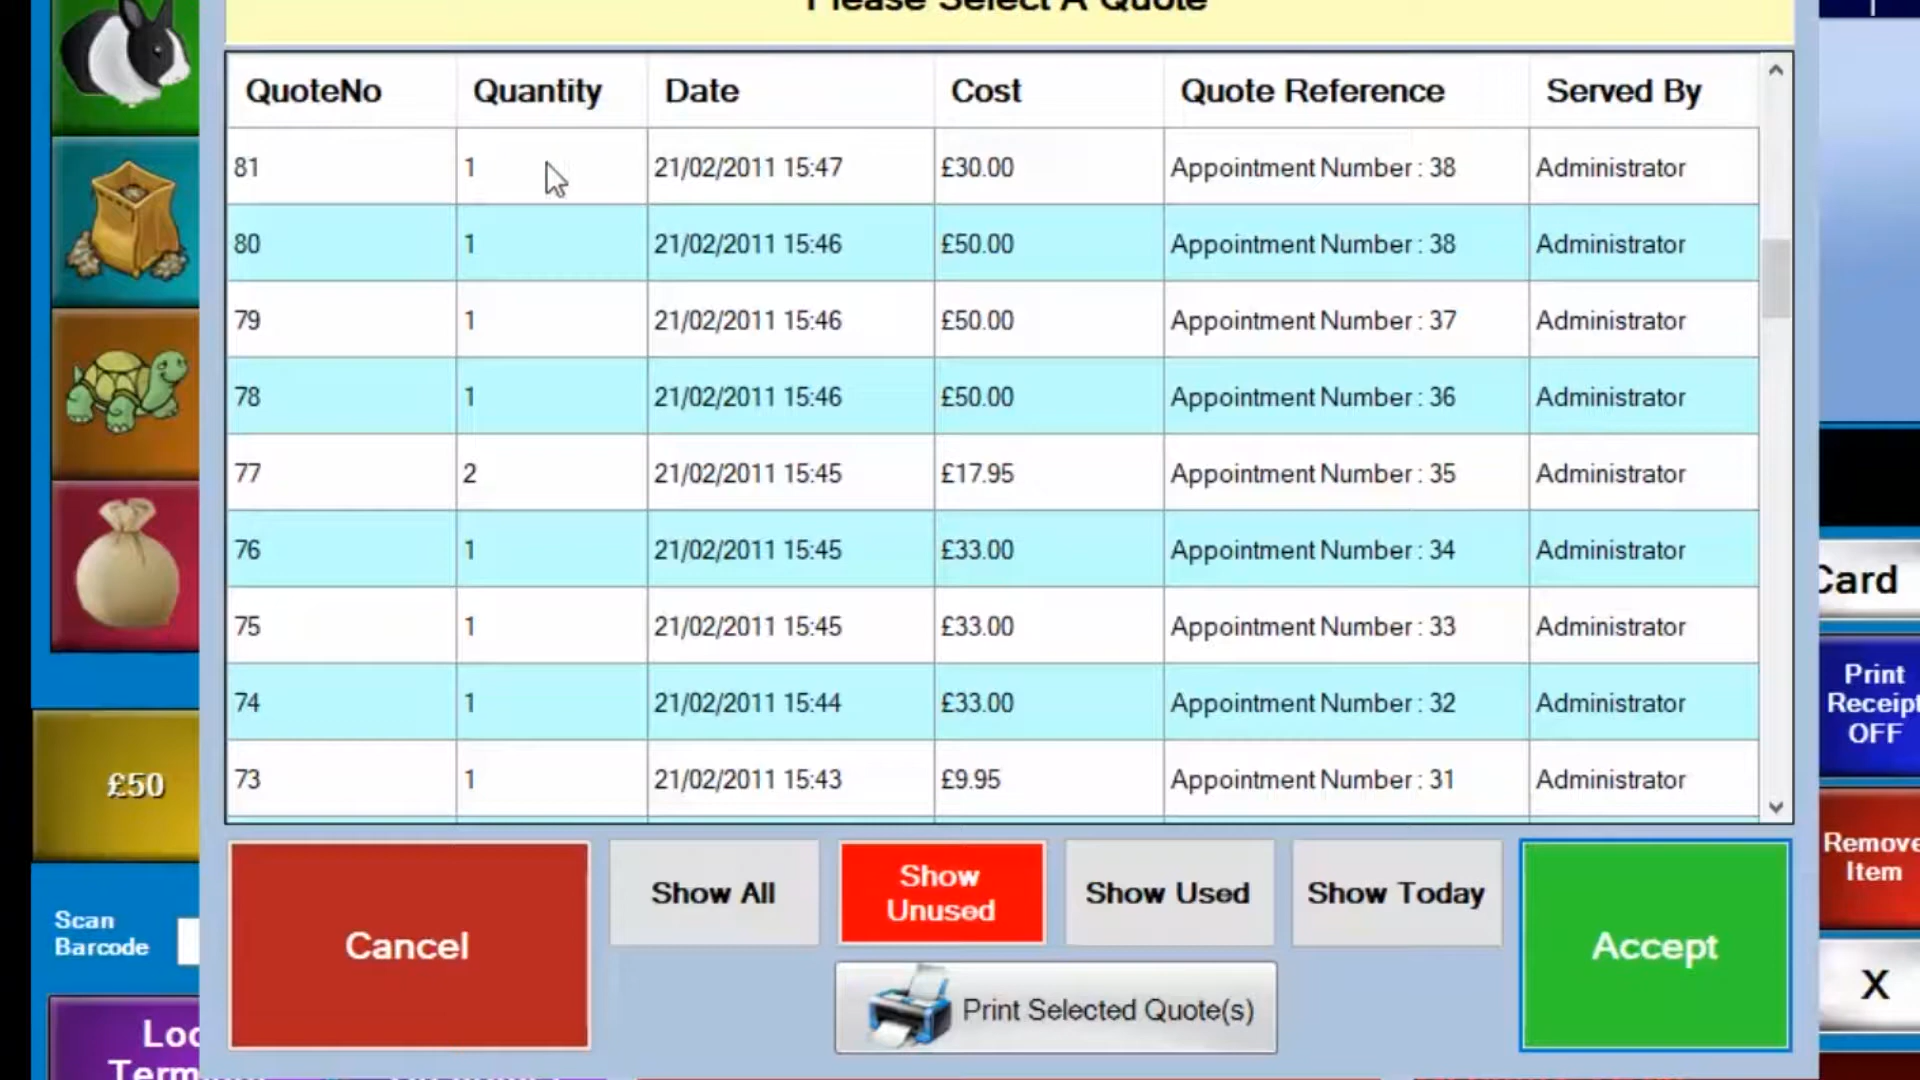 Please Select A Quote
QuoteNo Quantity Date Cost Quote Reference Served By
81 1 21/02/2011 15:47 £30.00 Appointment Number : 38 Administrator
80 1 21/02/2011 15:46 £50.00 Appointment Number : 38 Administrator
79 1 21/02/2011 15:46 £50.00 Appointment Number : 37 Administrator
78 1 21/02/2011 15:46 £50.00 Appointment Number : 36 Administrator
77 2 21/02/2011 15:45 £17.95 Appointment Number : 35 Administrator
76 1 21/02/2011 15:45 £33.00 Appointment Number : 34 Administrator
75 1 21/02/2011 15:45 £33.00 Appointment Number : 33 Administrator
74 1 21/02/2011 15:44 £33.00 Appointment Number : 32 Administrator
73 1 21/02/2011 15:43 £9.95 Appointment Number : 31 Administrator
Cancel
Show All
Show
Unused
Show Used
Show Today
Accept
Print Selected Quote(s)
£50
Scan
Barcode
Card
Print
Receipt
OFF
Remove
Item
X